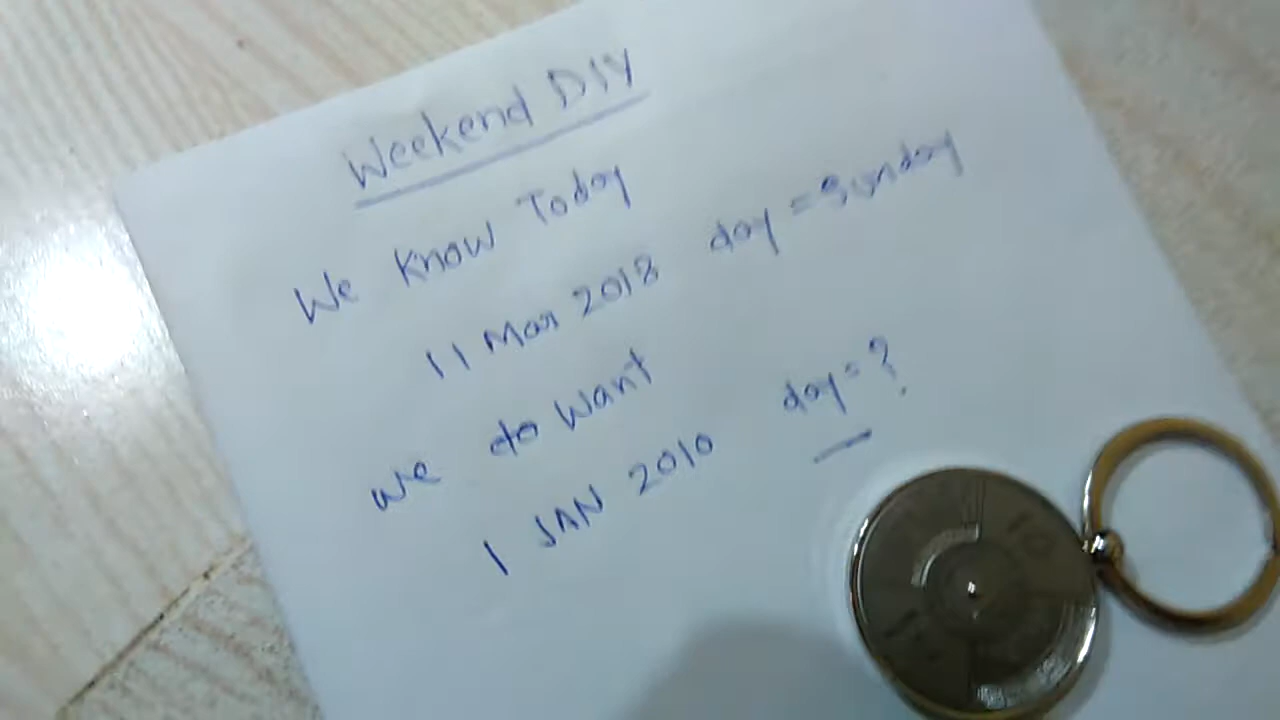 Weekend DIY
We Know Today
11 Mar 2018 day = Sunday
we do want
1 JAN 2010 day = ?